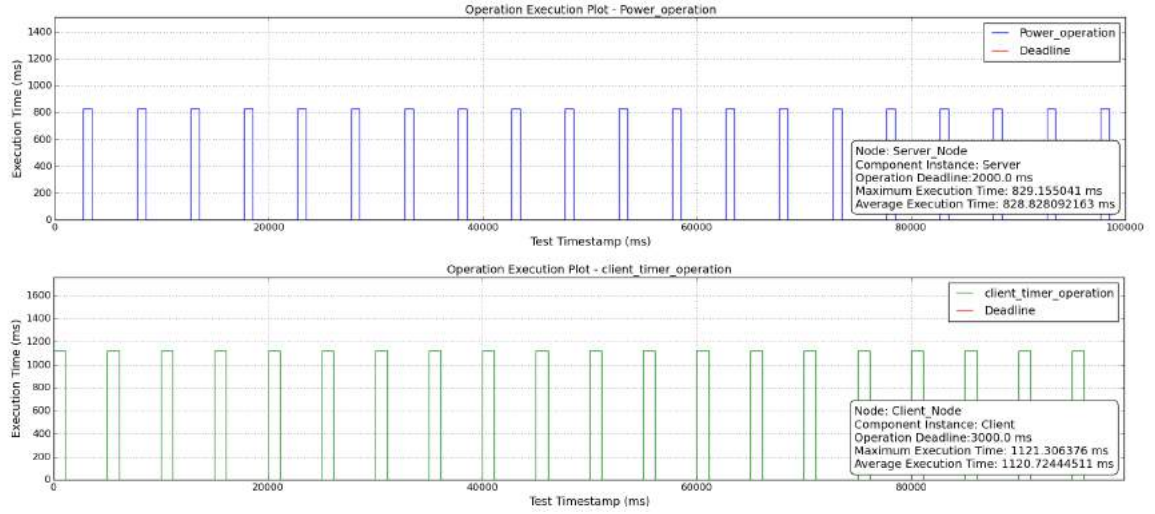 Operation Execution Plot - Power_operation
1400
1200
1000
800
600
400
200
0
Execution Time (ms)
Power_operation
Deadline
Node: Server_Node
Component Instance: Server
Operation Deadline:2000.0 ms
Maximum Execution Time: 829.155041 ms
Average Execution Time: 828.828092163 ms
0 20000 40000 60000 80000 100000
Test Timestamp (ms)
Operation Execution Plot - client_timer_operation
1600
1400
1200
1000
800
600
400
200
0
Execution Time (ms)
client_timer_operation
Deadline
Node: Client_Node
Component Instance: Client
Operation Deadline:3000.0 ms
Maximum Execution Time: 1121.306376 ms
Average Execution Time: 1120.72444511 ms
0 20000 40000 60000 80000
Test Timestamp (ms)